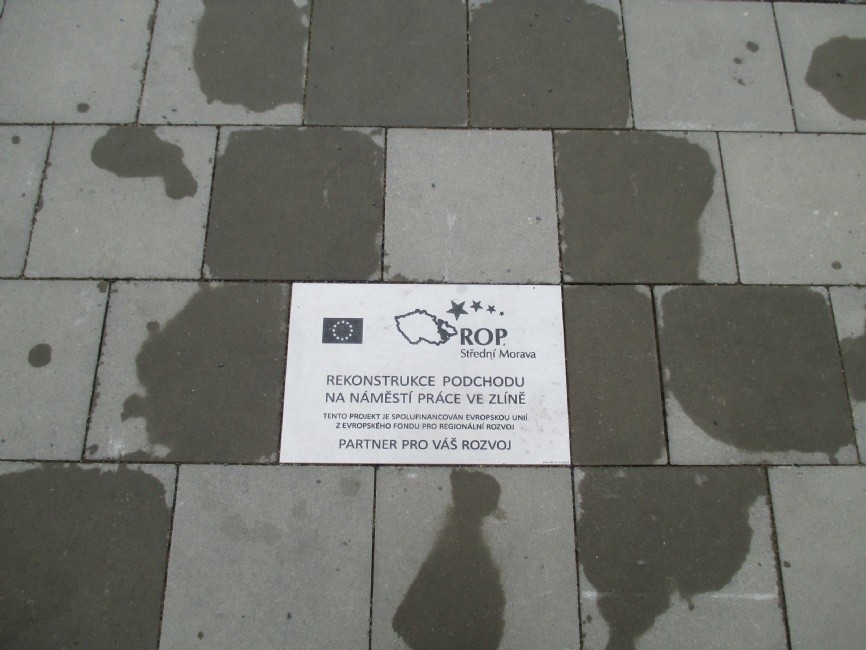 ROP
Střední Morava
REKONSTRUKCE PODCHODU
NA NÁMĚSTÍ PRÁCE VE ZLÍNĚ
TENTO PROJEKT JE SPOLUFINANCOVÁN EVROPSKOU UNIÍ
Z EVROPSKÉHO FONDU PRO REGIONÁLNÍ ROZVOJ
PARTNER PRO VÁŠ ROZVOJ